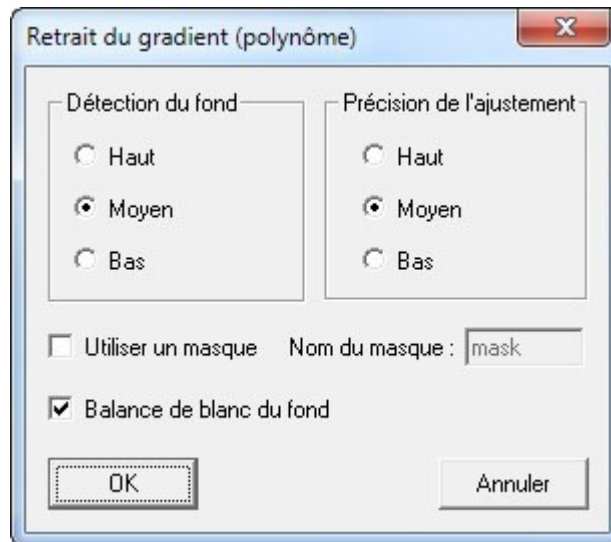 Retrait du gradient (polynôme)
Détection du fond
Haut
Moyen
Bas
Précision de l'ajustement
Haut
Moyen
Bas
Utiliser un masque
Nom du masque : mask
Balance de blanc du fond
OK
Annuler